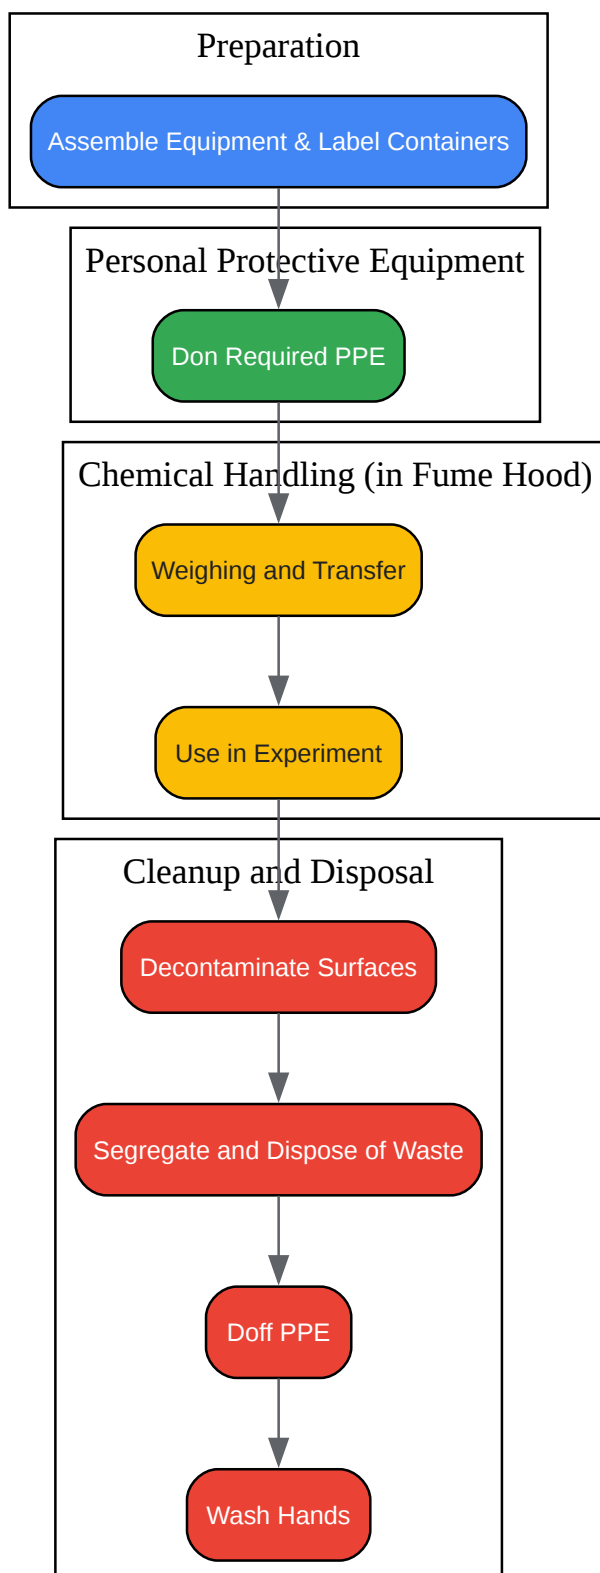 Preparation
Assemble Equipment & Label Containers
Personal Protective Equipment
Don Required PPE
Chemical Handling (in Fume Hood)
Weighing and Transfer
Use in Experiment
Cleanup and Disposal
Decontaminate Surfaces
Segregate and Dispose of Waste
Doff PPE
Wash Hands